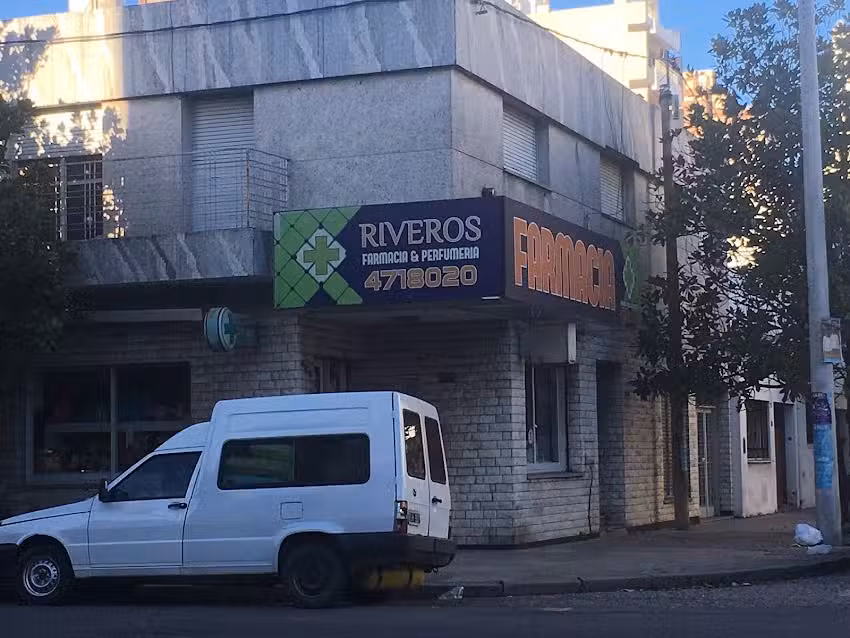 RIVEROS
FARMACIA & PERFUMERIA
4718020
FARMACIA